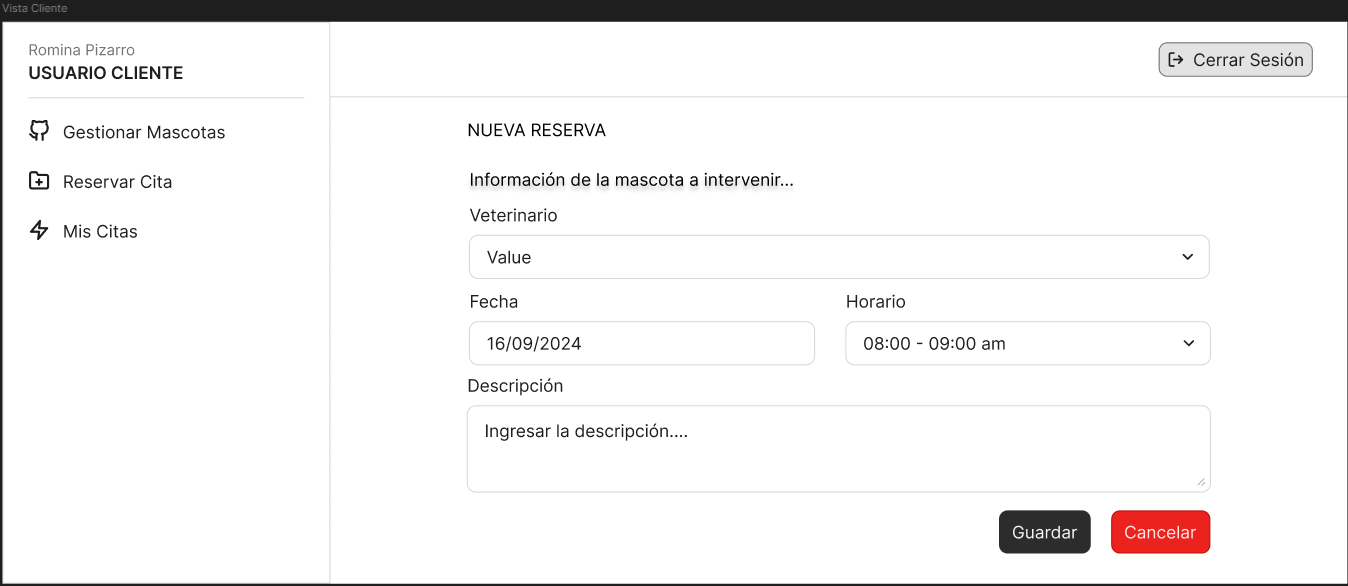 Vista Cliente
Romina Pizarro
USUARIO CLIENTE
Gestionar Mascotas
Reservar Cita
Mis Citas
Cerrar Sesión
NUEVA RESERVA
Información de la mascota a intervenir...
Veterinario
Value
Fecha
Horario
16/09/2024
08:00 - 09:00 am
Descripción
Ingresar la descripción....
Guardar
Cancelar